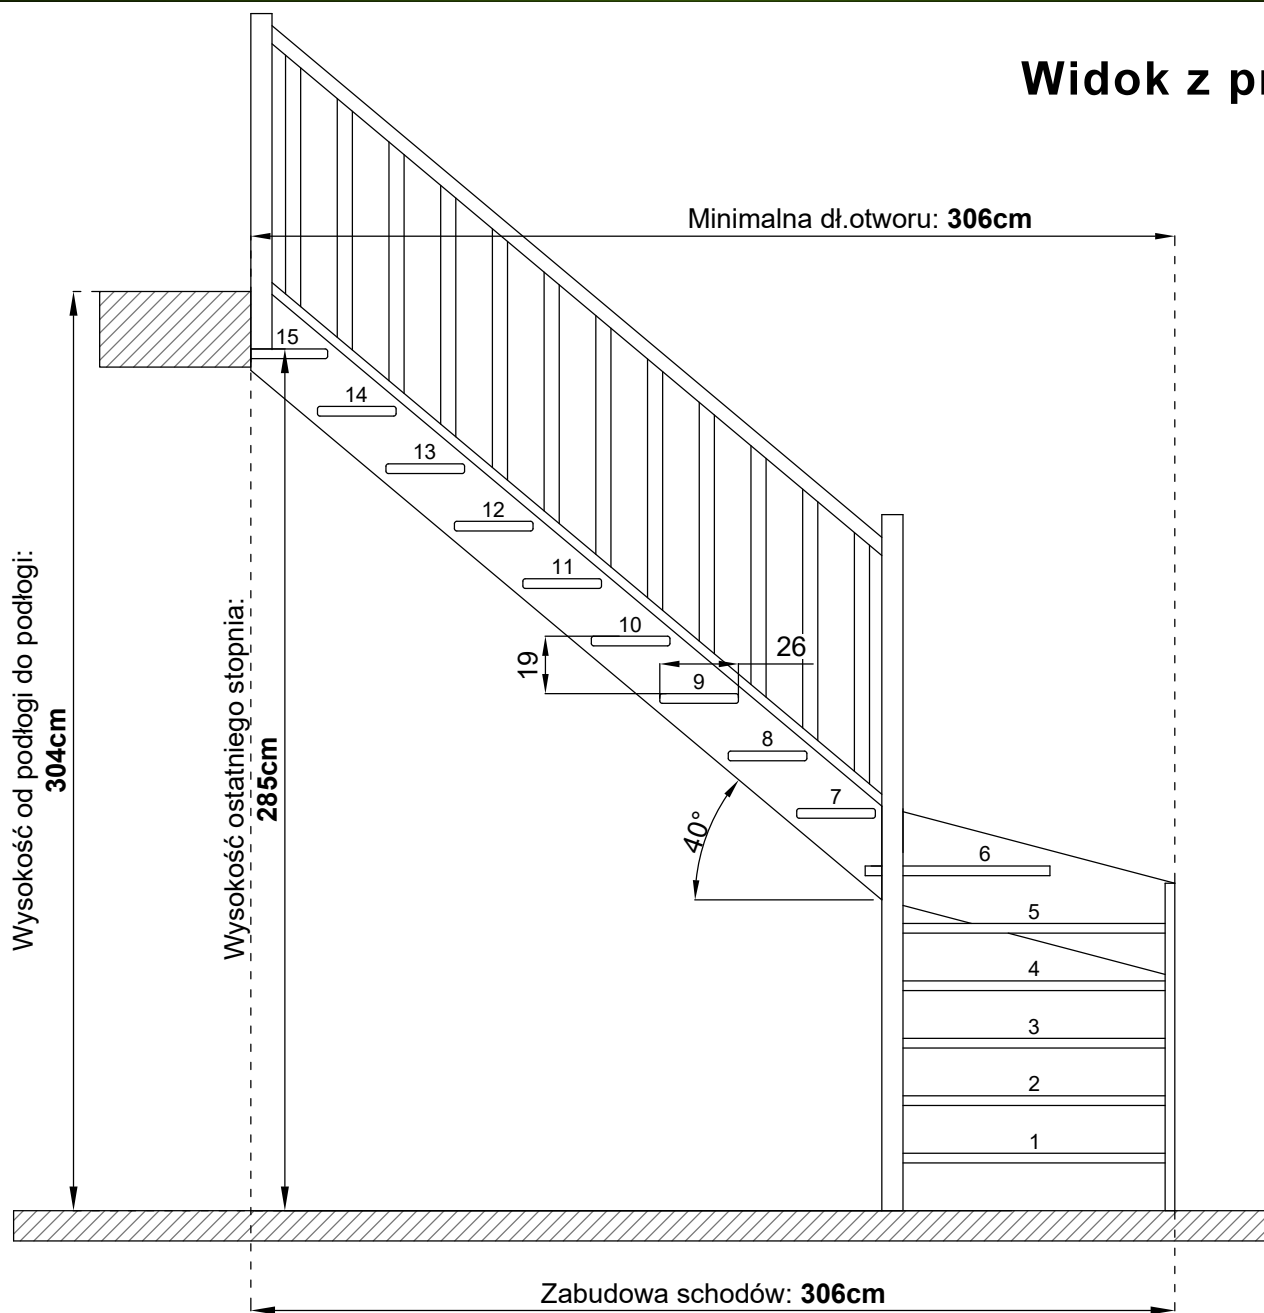 Widok z pr
Minimalna dł.otworu: 306cm
15
14
13
12
11
10
19
26
9
8
7
40°
6
5
4
3
2
1
Wysokość od podłogi do podłogi:
304cm
Wysokość ostatniego stopnia:
285cm
Zabudowa schodów: 306cm